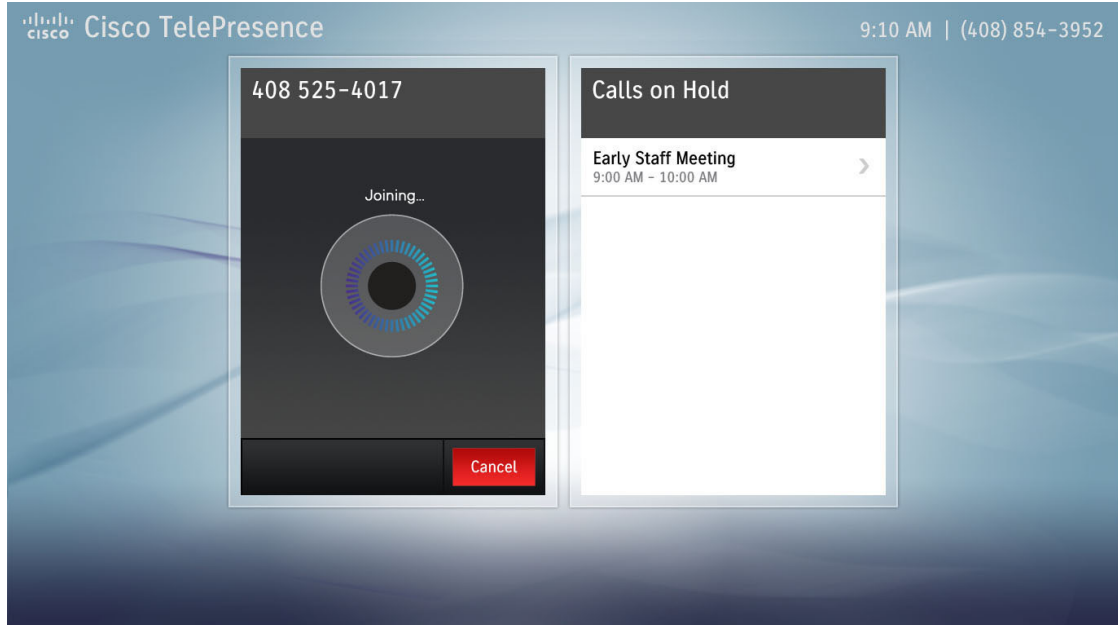 CISCO Cisco TelePresence
9:10 AM | (408) 854-3952
408 525-4017
Joining...
Cancel
Calls on Hold
Early Staff Meeting
9:00 AM - 10:00 AM